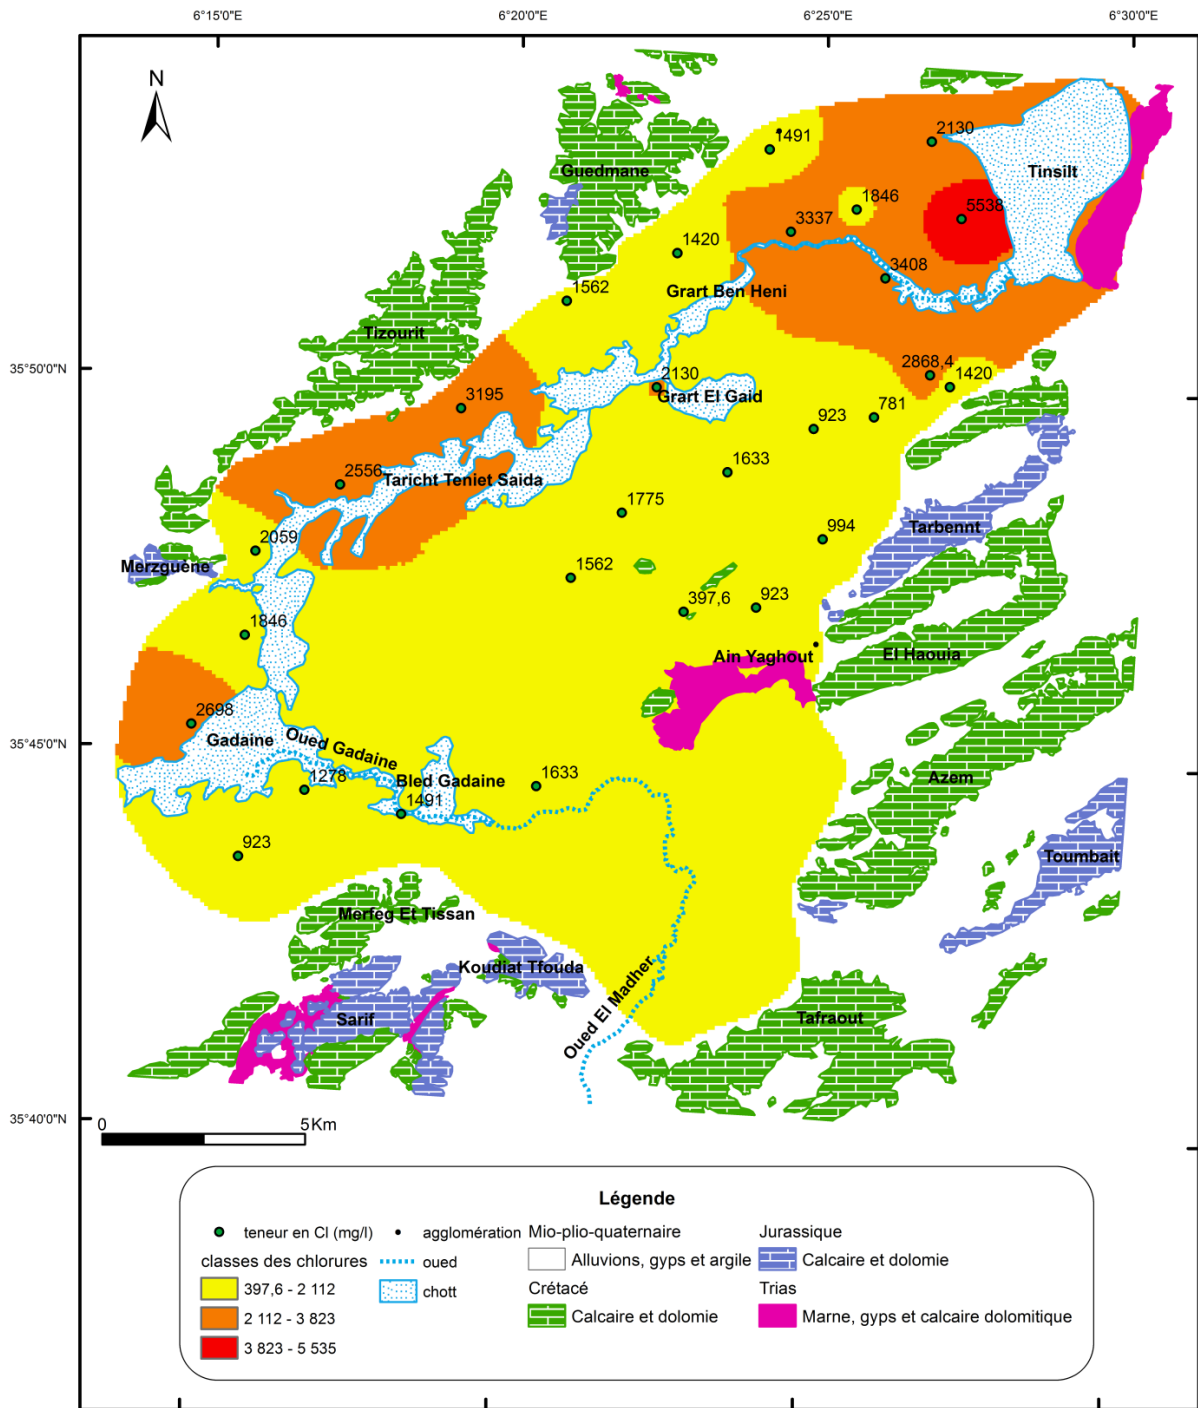 6°15'0"E
6°20'0"E
6°25'0"E
6°30'0"E
N
1491
2130
Guedmane
Tinsilt
1846
5538
3337
1420
3408
Grart Ben Heni
1562
Tizourit
35°50'0"N
2868,4
2130
1420
Grart El Gaid
3195
781
923
1633
2556
Taricht Teniet Saida
1775
Tarbennt
994
2059
Merzguène
1562
397,6
923
1846
Ain Yaghout
El Haouia
2698
Gadaine
Oued Gadaine
35°45'0"N
1278
Bled Gadaine
1633
Azem
1491
923
Toumbait
Merfeg Et Tissan
Koudiat Tfouda
Oued El Madher
Sarif
Tafraout
35°40'0"N
0
5Km
Légende
teneur en Cl (mg/l)
agglomération
Mio-plio-quaternaire
Jurassique
classes des chlorures
oued
Alluvions, gyps et argile
Calcaire et dolomie
397,6 - 2 112
chott
Crétacé
Trias
2 112 - 3 823
Calcaire et dolomie
Marne, gyps et calcaire dolomitique
3 823 - 5 535